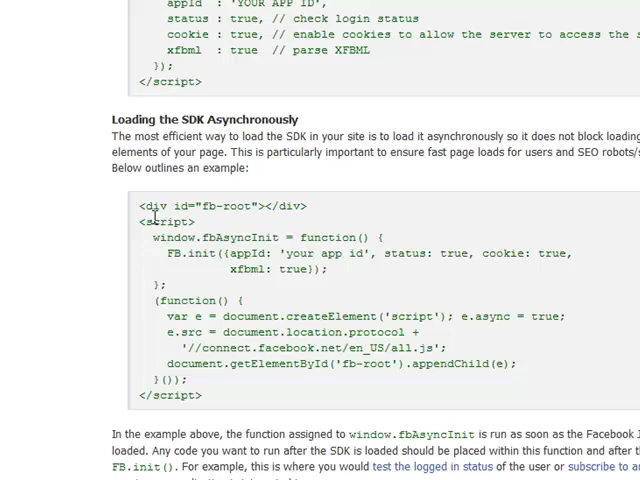 appId  : 'YOUR APP ID',
status : true, // check login status
cookie : true, // enable cookies to allow the server to access the
xfbml  : true  // parse XFBML
});
</script>
Loading the SDK Asynchronously
The most efficient way to load the SDK in your site is to load it asynchronously so it does not block loading
elements of your page. This is particularly important to ensure fast page loads for users and SEO robots/
Below outlines an example:
<div id="fb-root"></div>
<script>
window.fbAsyncInit = function() {
FB.init({appId: 'your app id', status: true, cookie: true,
xfbml: true});
};
(function() {
var e = document.createElement('script'); e.async = true;
e.src = document.location.protocol +
'//connect.facebook.net/en_US/all.js';
document.getElementById('fb-root').appendChild(e);
}());
</script>
In the example above, the function assigned to window.fbAsyncInit is run as soon as the Facebook
loaded. Any code you want to run after the SDK is loaded should be placed within this function and after
FB.init(). For example, this is where you would test the logged in status of the user or subscribe to